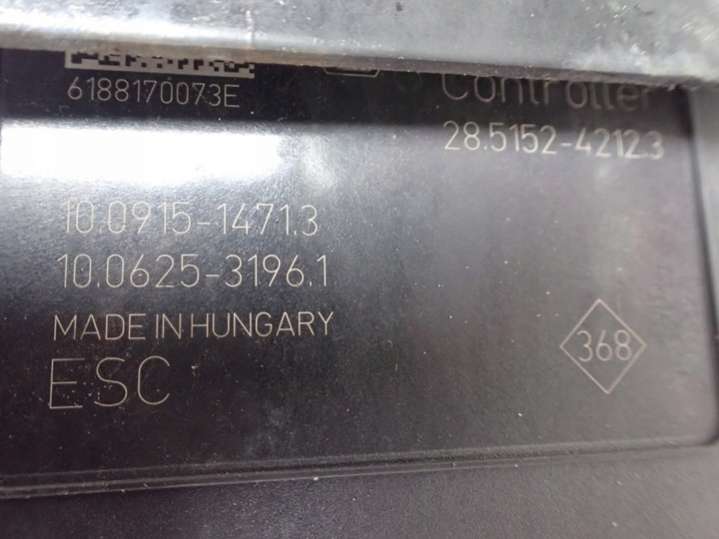 6188170073E
Controller
28.5152-4212.3
10.0915-1471.3
10.0625-3196.1
MADE IN HUNGARY
368
ESC